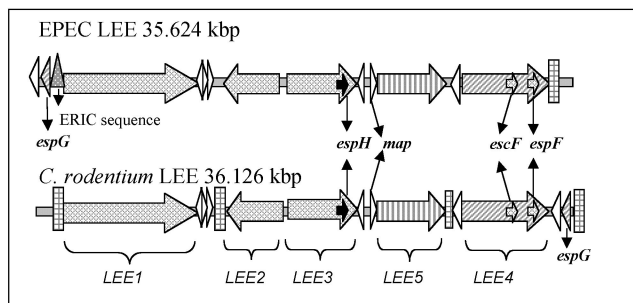 EPEC LEE 35.624 kbp
ERIC sequence
espG
espH
map
escF
espF
C. rodentium LEE 36.126 kbp
espG
LEE1
LEE2
LEE3
LEE5
LEE4